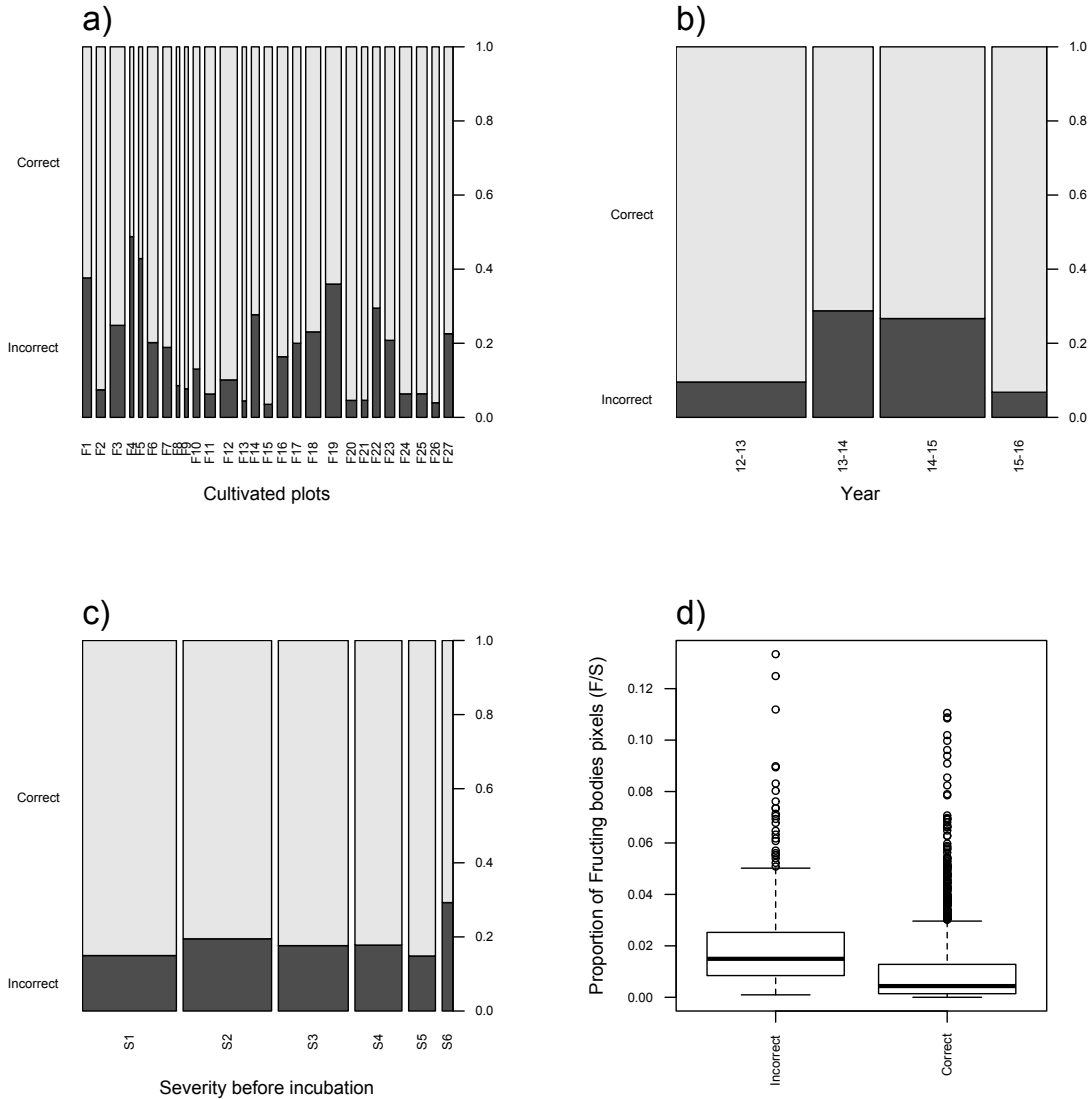 a)
Correct
Incorrect
1.0
0.8
0.6
0.4
0.2
0.0
F1 F2 F3 F4 F5 F6 F7 F8 F9 F10 F11 F12 F13 F14 F15 F16 F17 F18 F19 F20 F21 F22 F23 F24 F25 F26 F27
Cultivated plots
b)
Correct
Incorrect
1.0
0.8
0.6
0.4
0.2
0.0
12-13 13-14 14-15 15-16
Year
c)
Correct
Incorrect
1.0
0.8
0.6
0.4
0.2
0.0
S1 S2 S3 S4 S5 S6
Severity before incubation
d)
Proportion of Fructing bodies pixels (F/S)
0.12
0.10
0.08
0.06
0.04
0.02
0.00
Incorrect Correct